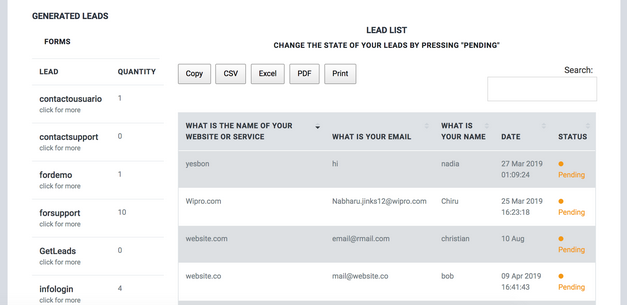 GENERATED LEADS
FORMS
LEAD QUANTITY
contactousuario 1
click for more
contactsupport 0
click for more
fordemo 1
click for more
forsupport 10
click for more
GetLeads 0
click for more
infologin 4
click for more
LEAD LIST
CHANGE THE STATE OF YOUR LEADS BY PRESSING "PENDING"
Copy CSV Excel PDF Print
Search:
WHAT IS THE NAME OF YOUR
WEBSITE OR SERVICE
WHAT IS YOUR EMAIL
WHAT IS
YOUR NAME
DATE
STATUS
yesbon hi nadia 27 Mar 2019
01:09:24
Pending
Wipro.com Nabharu.jinks12@wipro.com Chiru 25 Mar 2019
16:23:18
Pending
website.com email@rmail.com christian 10 Aug
Pending
website.co mail@website.co bob 09 Apr 2019
16:41:43
Pending